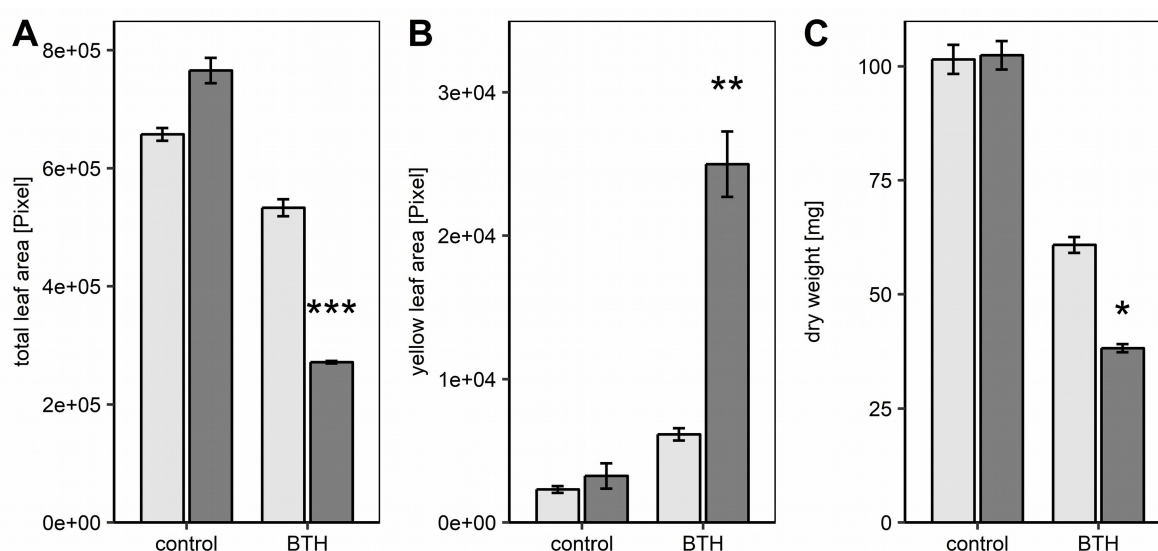 A
total leaf area [Pixel]
8e+05
6e+05
4e+05
2e+05
0e+00
***
control
BTH
B
yellow leaf area [Pixel]
3e+04
2e+04
1e+04
0e+00
**
control
BTH
C
dry weight [mg]
100
75
50
25
0
*
control
BTH